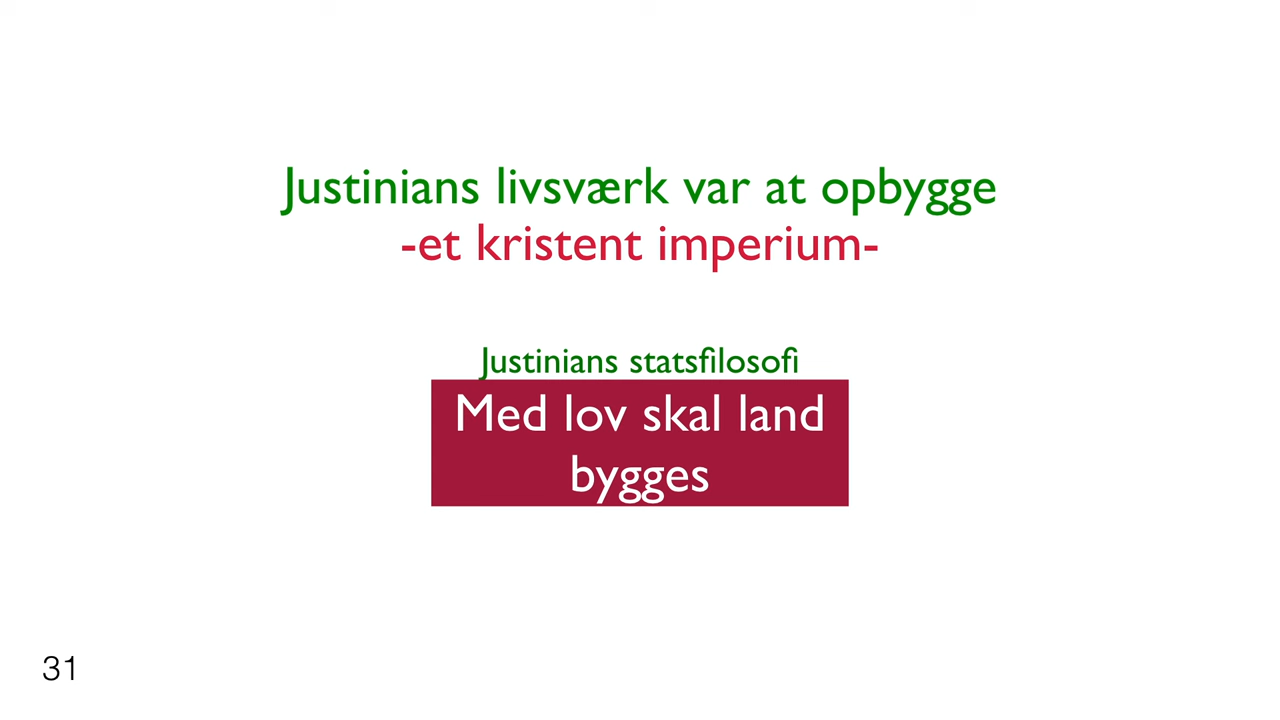 Justinians livsværk var at opbygge
-et kristent imperium-
Justinians statsfilosofi
Med lov skal land
bygges
31